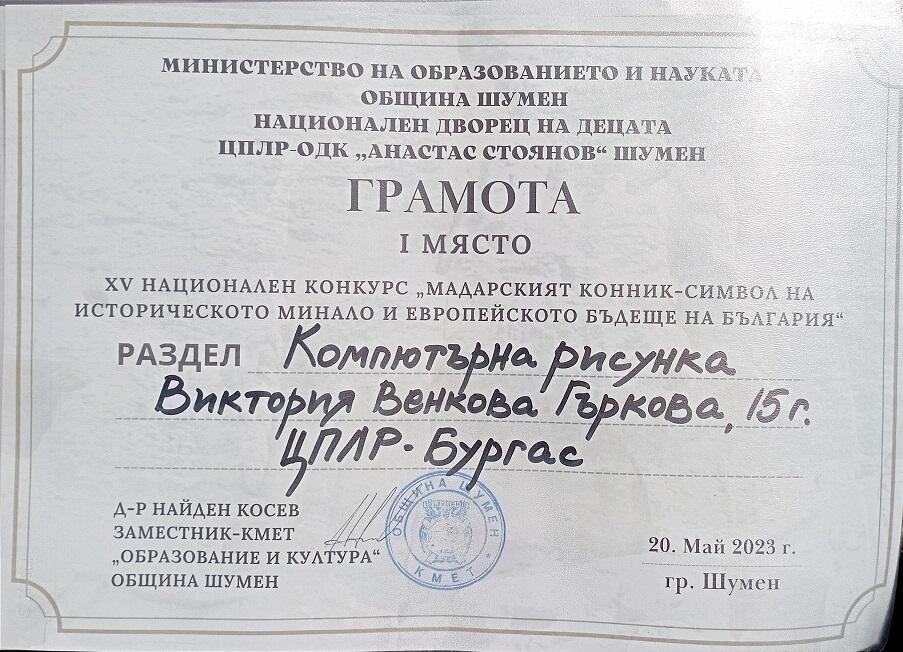 МИНИСТЕРСТВО НА ОБРАЗОВАНИЕТО И НАУКАТА
ОБЩИНА ШУМЕН
НАЦИОНАЛЕН ДВОРЕЦ НА ДЕЦАТА
ЦПЛР-ОДК „АНАСТАС СТОЯНОВ“ ШУМЕН
ГРАМОТА
I МЯСТО
XV НАЦИОНАЛЕН КОНКУРС „МАДАРСКИЯТ КОННИК-СИМВОЛ НА
ИСТОРИЧЕСКОТО МИНАЛО И ЕВРОПЕЙСКОТО БЪДЕЩЕ НА БЪЛГАРИЯ“
РАЗДЕЛ Компютърна рисунка
Виктория Венкова Гъркова, 15 г.
ЦПЛР - Бургас
Д-Р НАЙДЕН КОСЕВ
ЗАМЕСТНИК-КМЕТ
„ОБРАЗОВАНИЕ И КУЛТУРА“
ОБЩИНА ШУМЕН
ОБЩИНА ШУМЕН
КМЕТ
20. Май 2023 г.
гр. Шумен